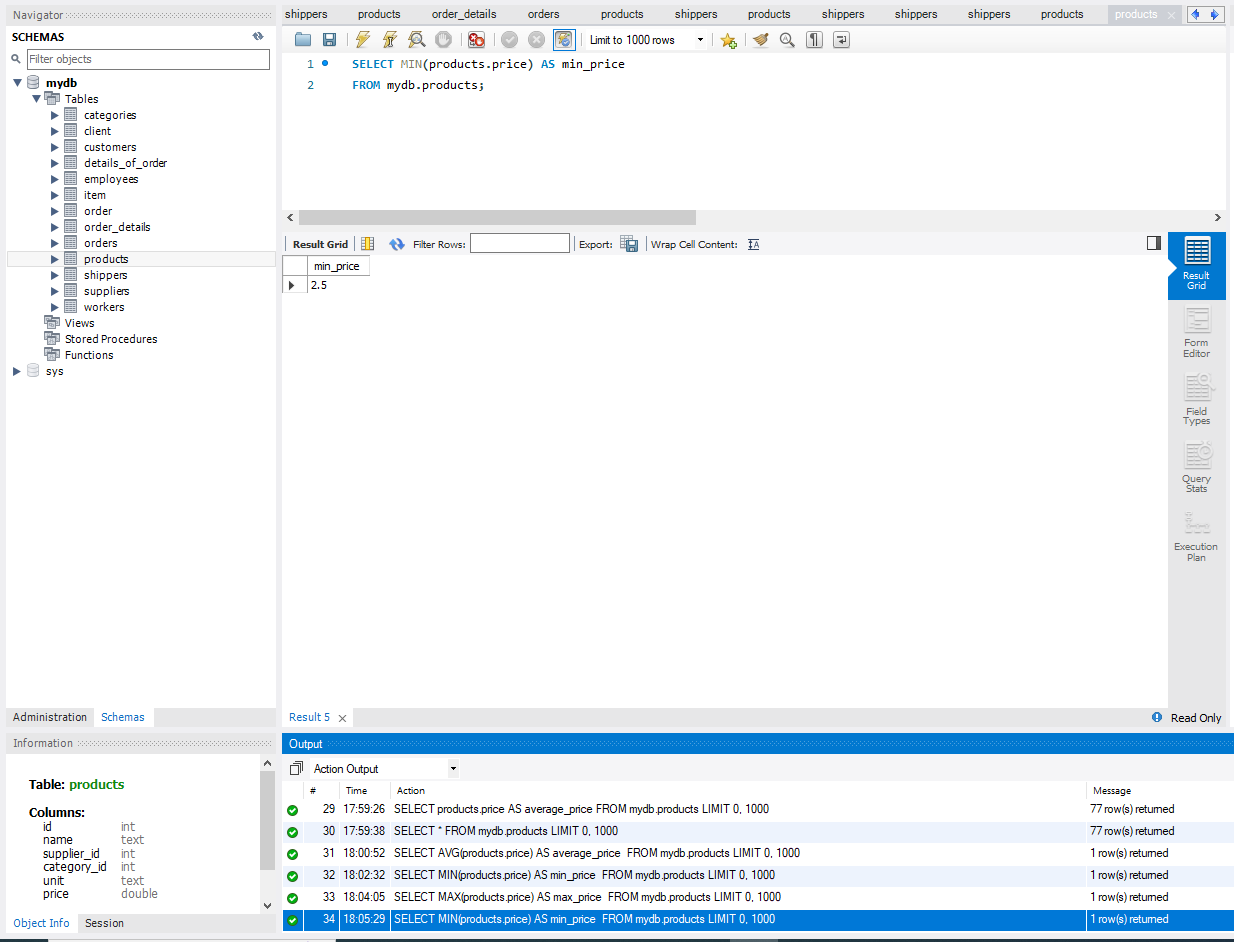 Navigator
SCHEMAS
Filter objects
mydb
Tables
categories
client
customers
details_of_order
employees
item
order
order_details
orders
products
shippers
suppliers
workers
Views
Stored Procedures
Functions
sys
Administration Schemas
Information
Table: products
Columns:
id int
name text
supplier_id int
category_id int
unit text
price double
Object Info Session
shippers products order_details orders products shippers products shippers shippers shippers products products
Limit to 1000 rows
1 SELECT MIN(products.price) AS min_price
2 FROM mydb.products;
Result Grid Filter Rows: Export: Wrap Cell Content: IA
min_price
2.5
Result
Grid
Form
Editor
Field
Types
Query
Stats
Execution
Plan
Result 5 Read Only
Output
Action Output
# Time Action Message
29 17:59:26 SELECT products.price AS average_price FROM mydb.products LIMIT 0, 1000 77 row(s) returned
30 17:59:38 SELECT * FROM mydb.products LIMIT 0, 1000 77 row(s) returned
31 18:00:52 SELECT AVG(products.price) AS average_price FROM mydb.products LIMIT 0, 1000 1 row(s) returned
32 18:02:32 SELECT MIN(products.price) AS min_price FROM mydb.products LIMIT 0, 1000 1 row(s) returned
33 18:04:05 SELECT MAX(products.price) AS max_price FROM mydb.products LIMIT 0, 1000 1 row(s) returned
34 18:05:29 SELECT MIN(products.price) AS min_price FROM mydb.products LIMIT 0, 1000 1 row(s) returned